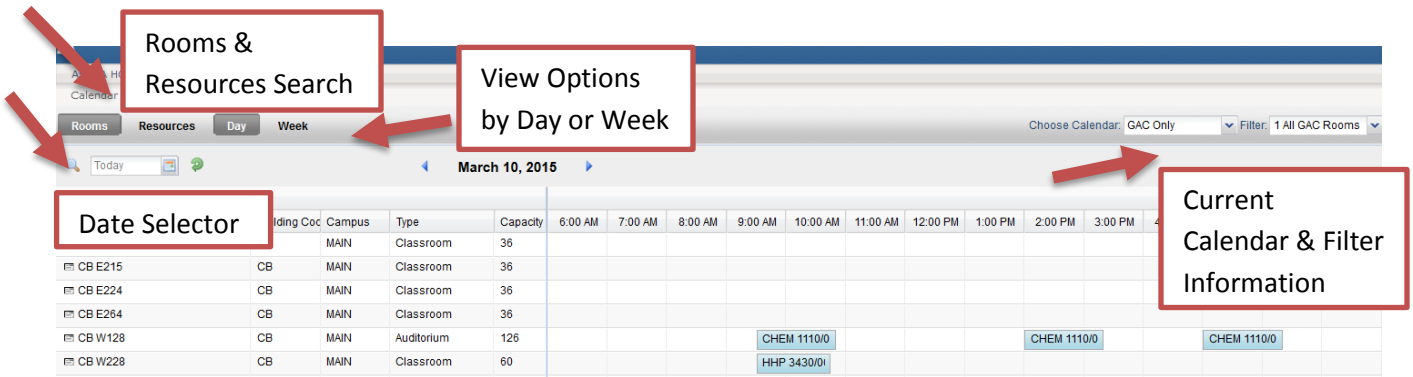 Rooms &
Resources Search
View Options
by Day or Week
Calendar
Rooms Resources Day Week
Choose Calendar: GAC Only Filter: 1 All GAC Rooms
Today
March 10, 2015
Current
Calendar & Filter
Information
Date Selector
Campus Type Capacity 6:00 AM 7:00 AM 8:00 AM 9:00 AM 10:00 AM 11:00 AM 12:00 PM 1:00 PM 2:00 PM 3:00 PM
MAIN Classroom 36
CB E215 CB MAIN Classroom 36
CB E224 CB MAIN Classroom 36
CB E264 CB MAIN Classroom 36
CB W128 CB MAIN Auditorium 126 CHEM 1110/0 CHEM 1110/0 CHEM 1110/0
CB W228 CB MAIN Classroom 60 HHP 3430/0